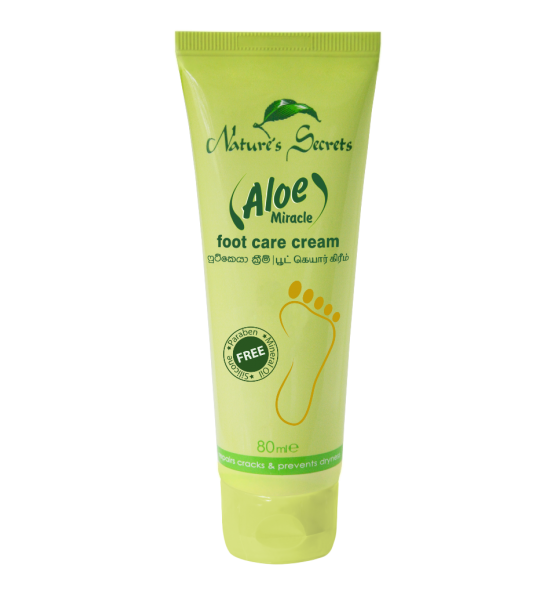 Nature's Secrets
Aloe
Miracle
foot care cream
ෆුට්කෙයා ක්‍රීම් | பூட் கெயார் கிரீம்
Paraben
Mineral Oil
Silicone
FREE
80ml℮
cracks & prevents